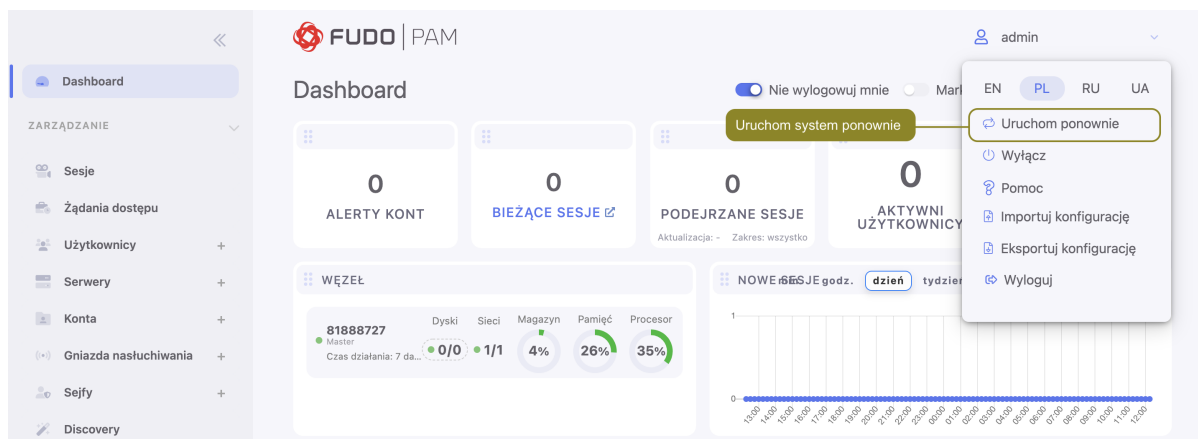 FUDO PAM
admin
Dashboard
ZARZĄDZANIE
Sesje
Żądania dostępu
Użytkownicy +
Serwery +
Konta +
Gniazda nasłuchiwania +
Sejfy +
Discovery
Dashboard
Nie wylogowuj mnie
EN PL RU UA
Uruchom system ponownie
Uruchom ponownie
Wyłącz
Pomoc
Importuj konfigurację
Eksportuj konfigurację
Wyloguj
0
ALERTY KONT
0
BIEŻĄCE SESJE
0
PODEJRZANE SESJE
Aktualizacja: - Zakres: wszystko
0
AKTYWNI
UŻYTKOWNICY
WĘZEŁ
Dyski Sieci Magazyn Pamięć Procesor
81888727
Master
Czas działania: 7 da...
0/0 1/1 4% 26% 35%
NOWE SESJE godz. dzień
1
0
13:00 14:00 15:00 16:00 17:00 18:00 19:00 20:00 21:00 22:00 23:00 00:00 01:00 02:00 03:00 04:00 05:00 06:00 07:00 08:00 09:00 10:00 11:00 12:00